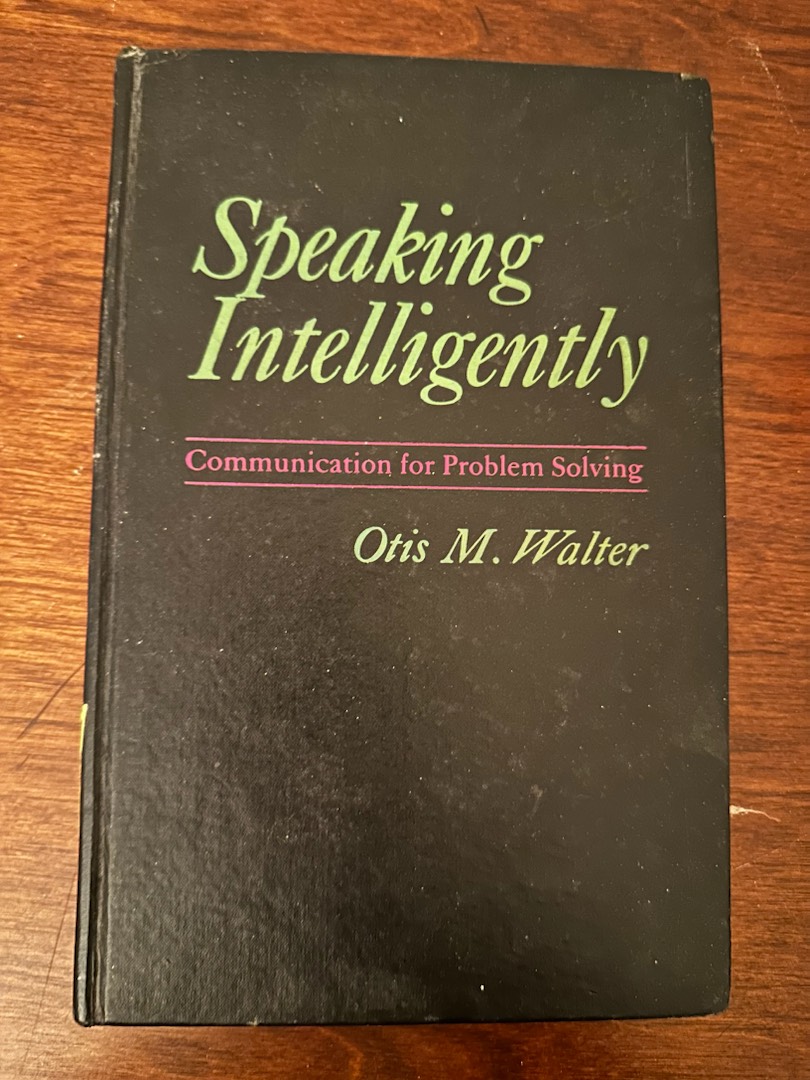 Speaking
Intelligently
Communication for Problem Solving
Otis M. Walter